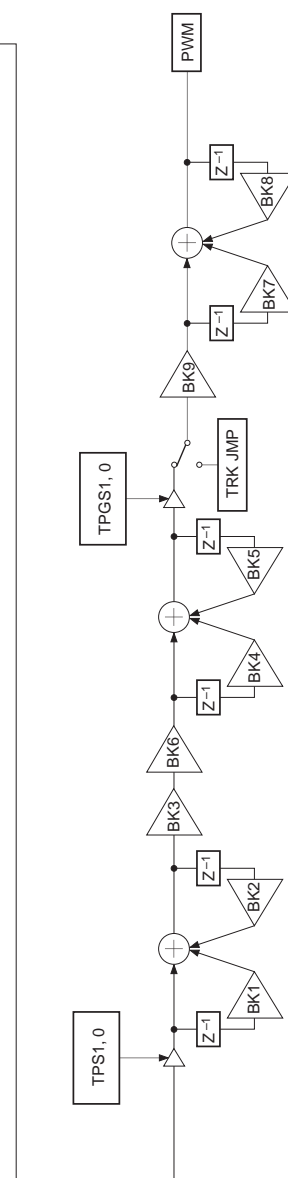 TPS1, 0
Z⁻¹
BK1
BK2
Z⁻¹
BK3
BK6
Z⁻¹
BK4
BK5
Z⁻¹
TPGS1, 0
TRK JMP
BK9
Z⁻¹
BK7
BK8
Z⁻¹
PWM